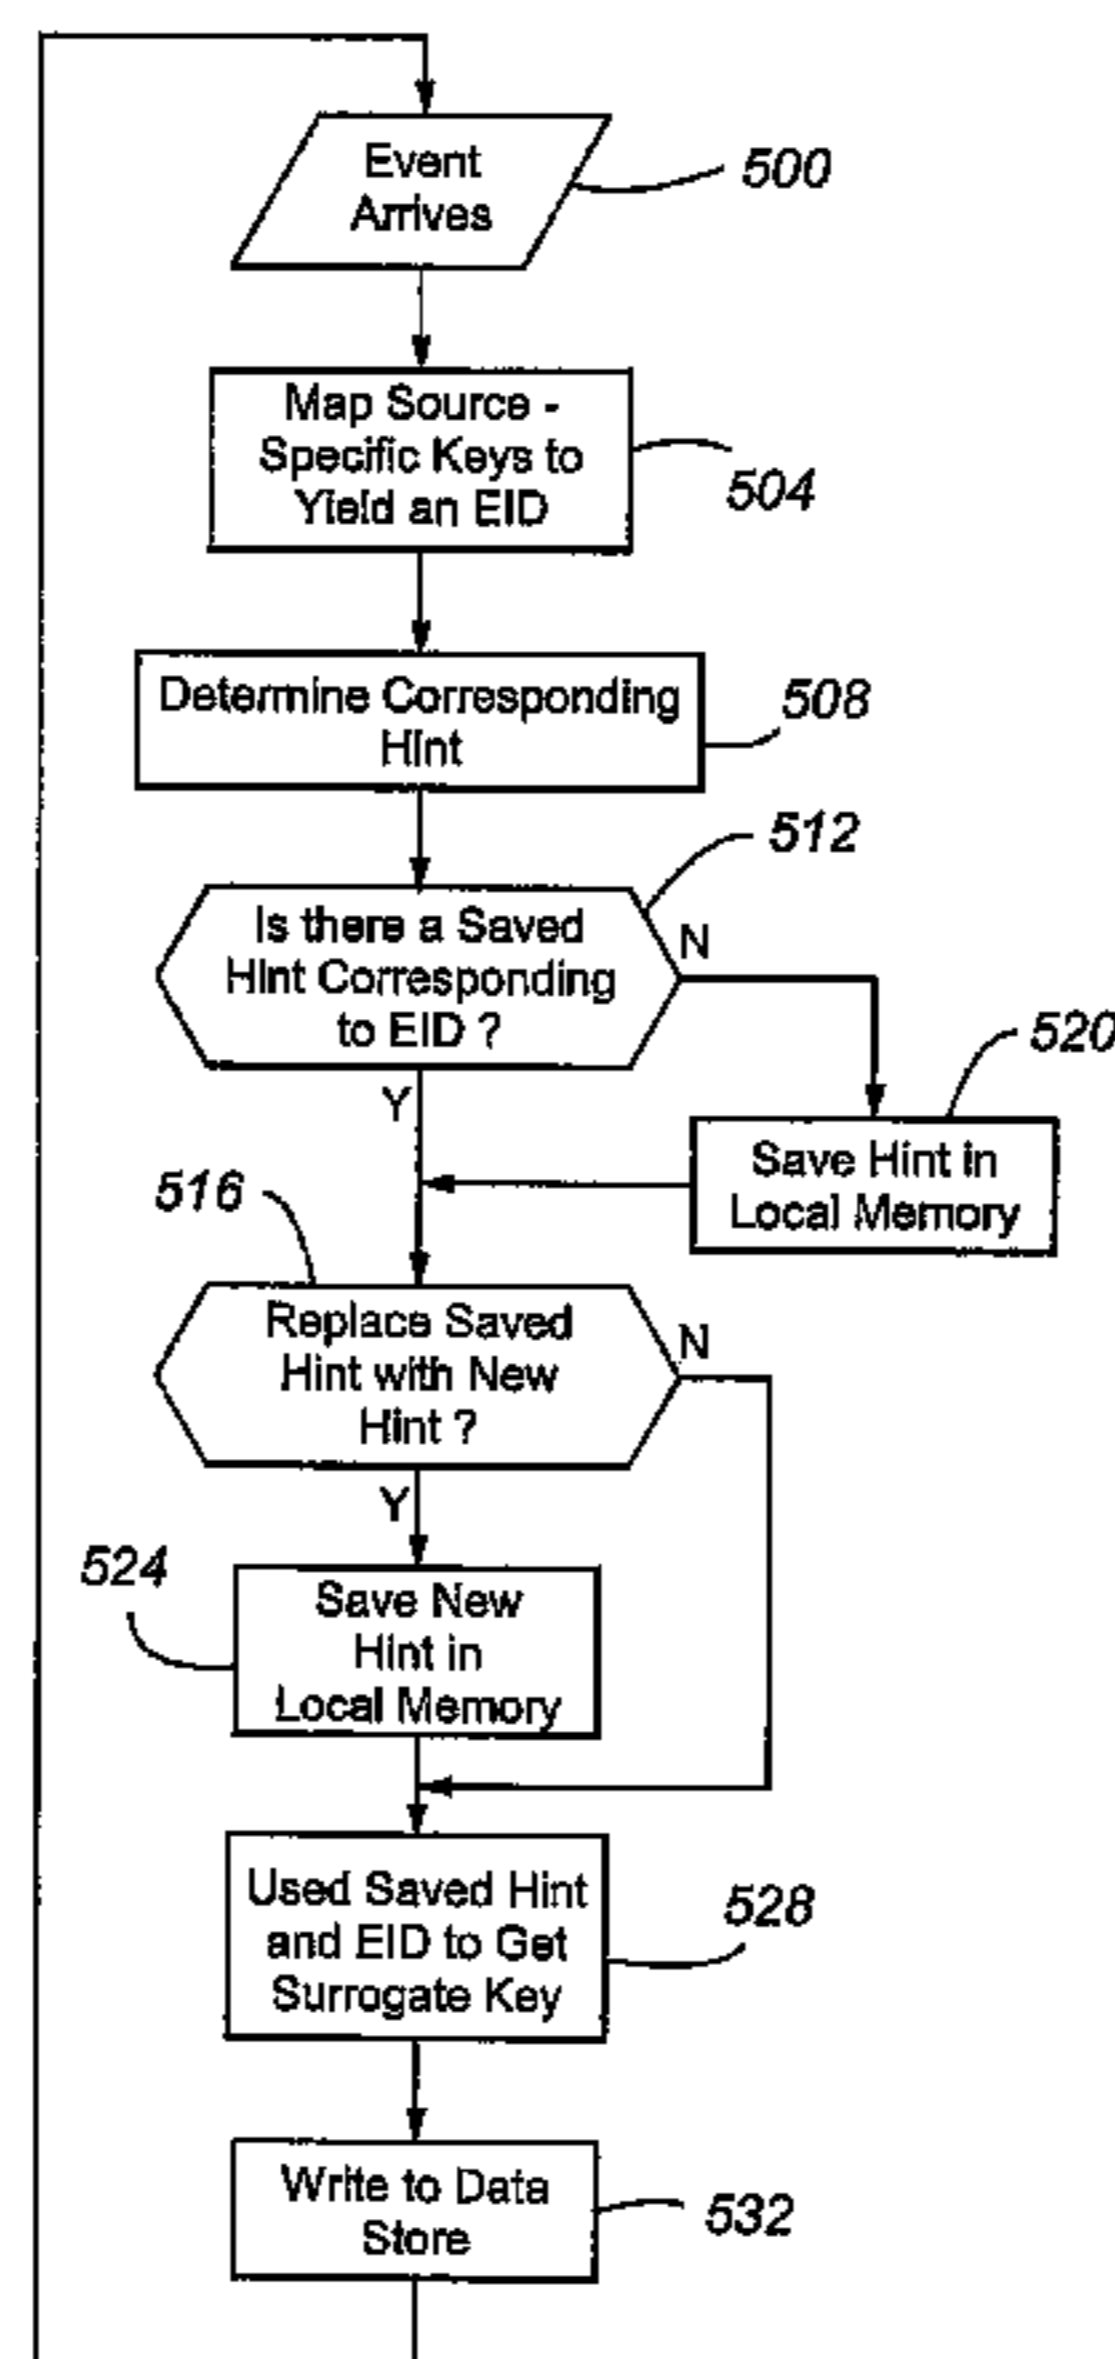 Event
Arrives
500
Map Source -
Specific Keys to
Yield an EID
504
Determine Corresponding
Hint
508
512
Is there a Saved
Hint Corresponding
to EID ?
N
Y
520
Save Hint in
Local Memory
516
Replace Saved
Hint with New
Hint ?
N
Y
524
Save New
Hint in
Local Memory
Used Saved Hint
and EID to Get
Surrogate Key
528
Write to Data
Store
532